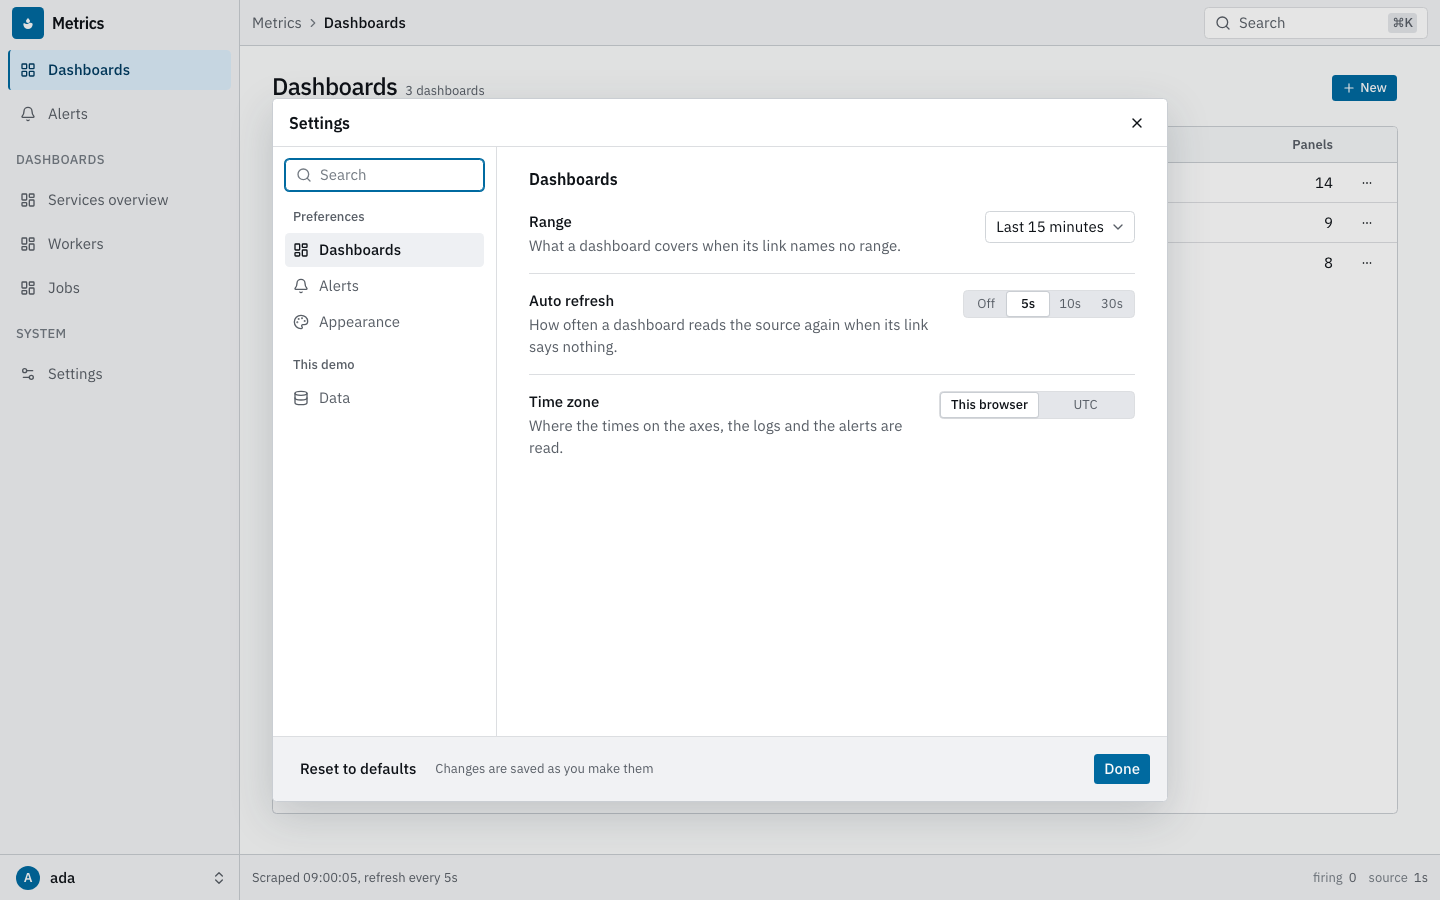 Metrics
Dashboards
Alerts
DASHBOARDS
Services overview
Workers
Jobs
SYSTEM
Settings
A ada
Metrics > Dashboards
Search ⌘K
Dashboards 3 dashboards
+ New
Panels
14 ...
9 ...
8 ...
Settings
Search
Preferences
Dashboards
Alerts
Appearance
This demo
Data
Dashboards
Range
What a dashboard covers when its link names no range.
Last 15 minutes
Auto refresh
How often a dashboard reads the source again when its link
says nothing.
Off 5s 10s 30s
Time zone
Where the times on the axes, the logs and the alerts are
read.
This browser UTC
Reset to defaults Changes are saved as you make them
Done
Scraped 09:00:05, refresh every 5s
firing 0 source 1s